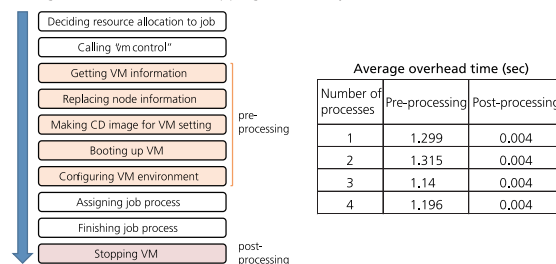 Deciding resource allocation to job
Calling "vm control"
Getting VM information
Replacing node information
Making CD image for VM setting
Booting up VM
Configuring VM environment
Assigning job process
Finishing job process
Stopping VM
pre-
processing
post-
processing
Average overhead time (sec)
Number of processes Pre-processing Post-processing
1 1.299 0.004
2 1.315 0.004
3 1.14 0.004
4 1.196 0.004